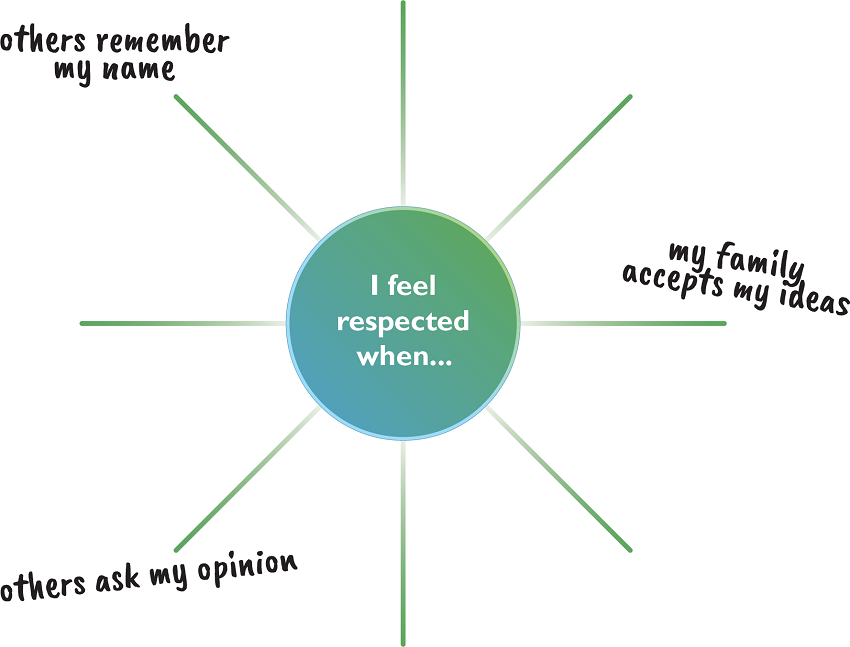 others remember
my name
my family
accepts my ideas
I feel
respected
when...
others ask my opinion